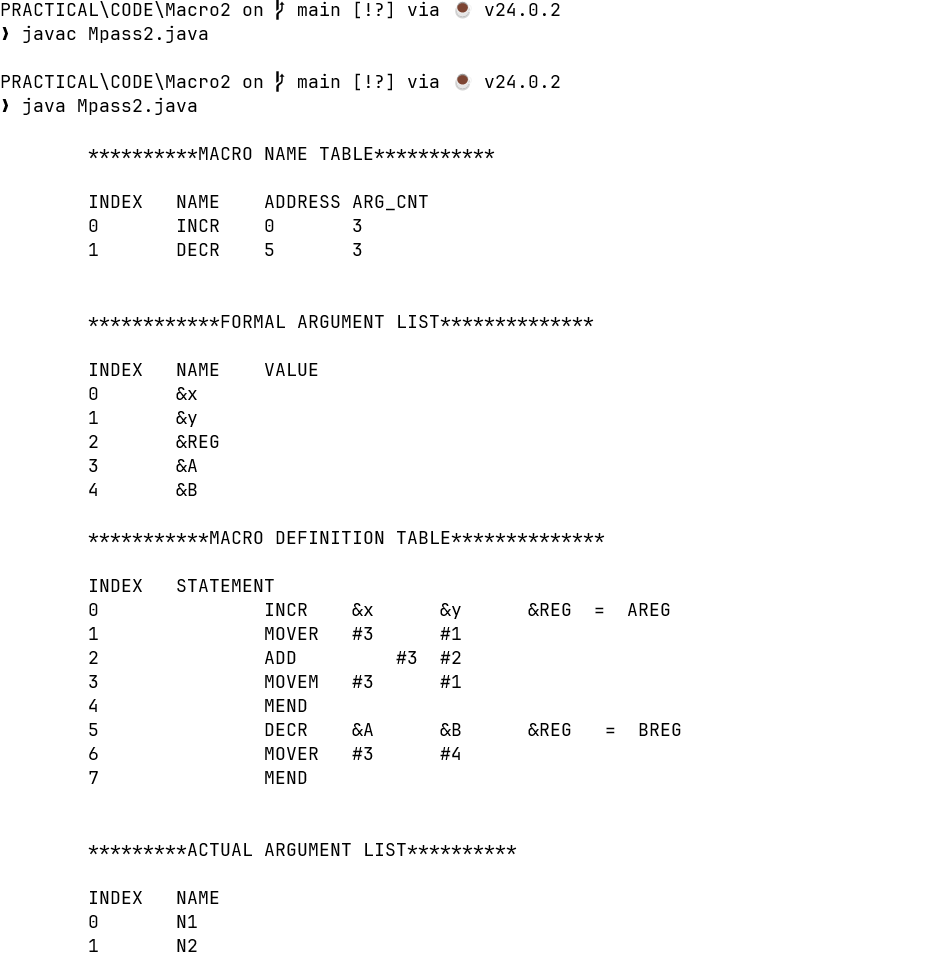 PRACTICAL\CODE\Macro2 on main [!?] via v24.0.2
❯ javac Mpass2.java
PRACTICAL\CODE\Macro2 on main [!?] via v24.0.2
❯ java Mpass2.java
**********MACRO NAME TABLE***********
INDEX NAME ADDRESS ARG_CNT
0 INCR 0 3
1 DECR 5 3
************FORMAL ARGUMENT LIST**************
INDEX NAME VALUE
0 &x
1 &y
2 &REG
3 &A
4 &B
***********MACRO DEFINITION TABLE**************
INDEX STATEMENT
0 INCR &x &y &REG = AREG
1 MOVER #3 #1
2 ADD #3 #2
3 MOVEM #3 #1
4 MEND
5 DECR &A &B &REG = BREG
6 MOVER #3 #4
7 MEND
*********ACTUAL ARGUMENT LIST**********
INDEX NAME
0 N1
1 N2